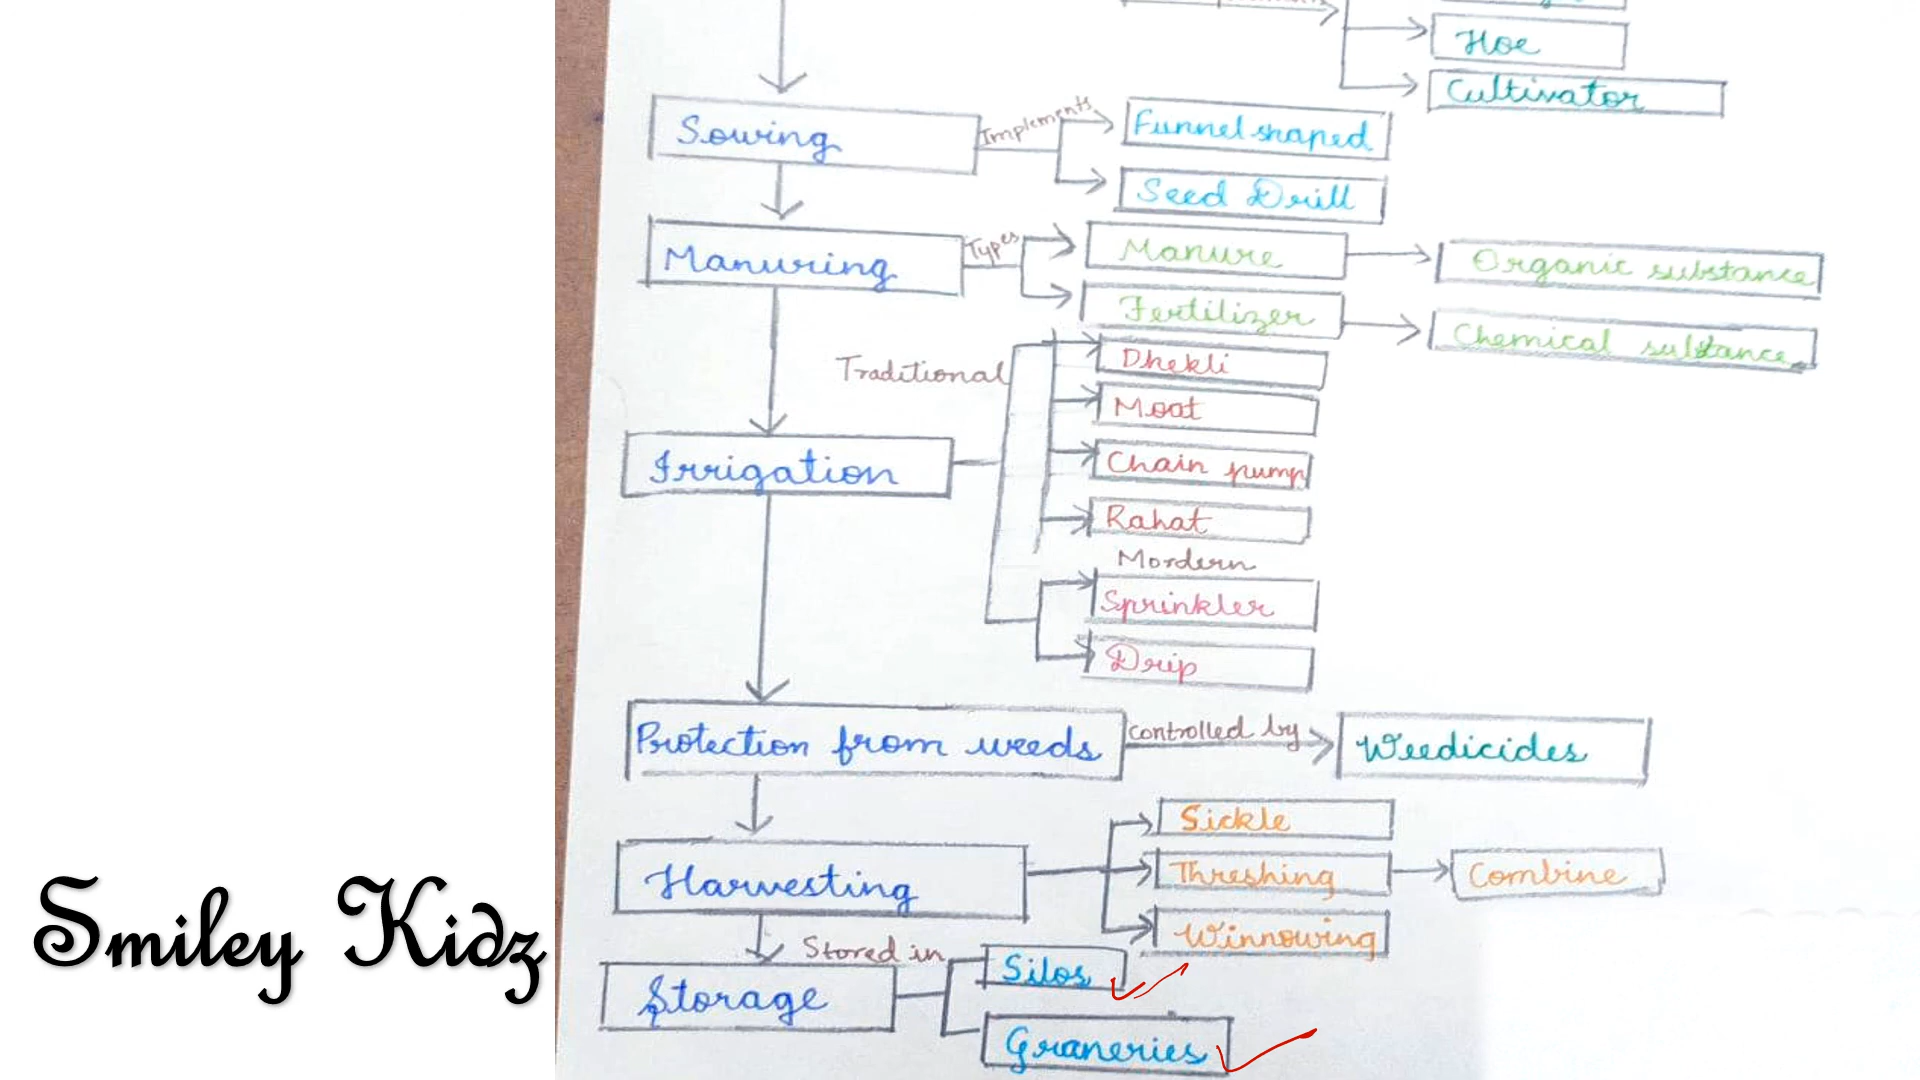 Hoe
Cultivator
Sowing
Implements
Funnel shaped
Seed Drill
Manuring
Types
Manure
Organic substance
Fertilizer
Chemical substance
Traditional
Dhekli
Moat
Chain pump
Irrigation
Rahat
Mordern
Sprinkler
Drip
Protection from weeds
controlled by
Weedicides
Sickle
Harvesting
Threshing
Combine
Winnowing
Stored in
Silos
Storage
Graneries
Smiley Kidz